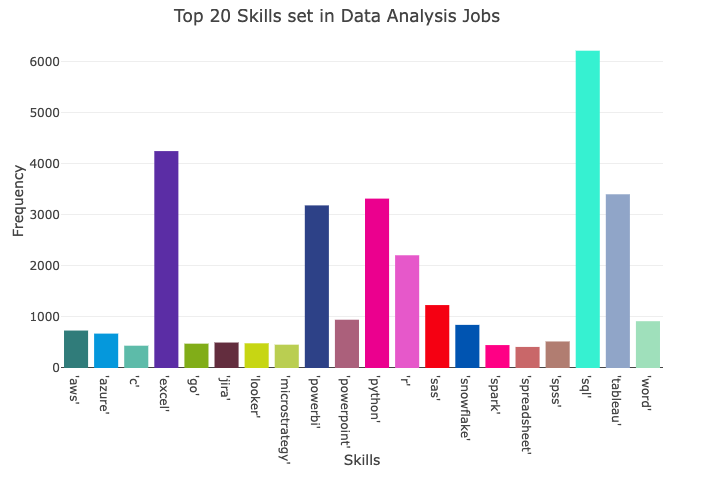 Top 20 Skills set in Data Analysis Jobs
Frequency
6000
5000
4000
3000
2000
1000
0
'aws'
'azure'
'c'
'excel'
'go'
'jira'
'looker'
'microstrategy'
'powerbi'
'powerpoint'
'python'
'r'
'sas'
'snowflake'
'spark'
'spreadsheet'
'spss'
'sql'
'tableau'
'word'
Skills